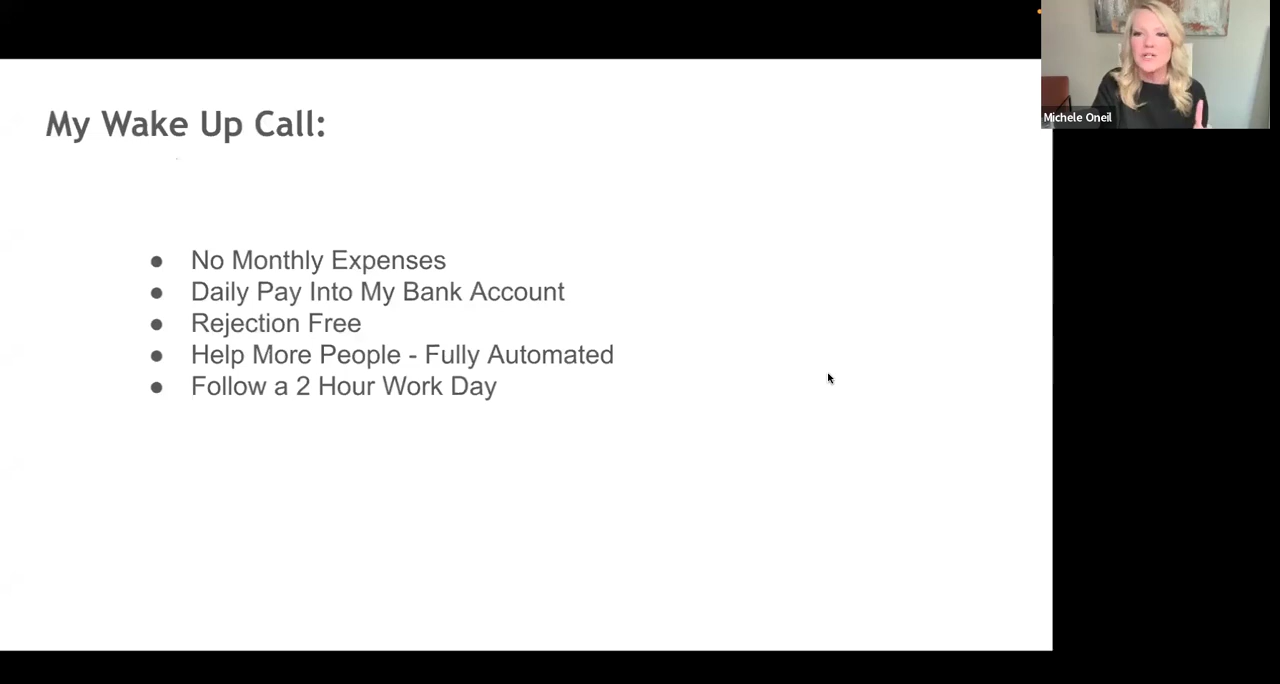 My Wake Up Call:
● No Monthly Expenses
● Daily Pay Into My Bank Account
● Rejection Free
● Help More People - Fully Automated
● Follow a 2 Hour Work Day
Michele Oneil